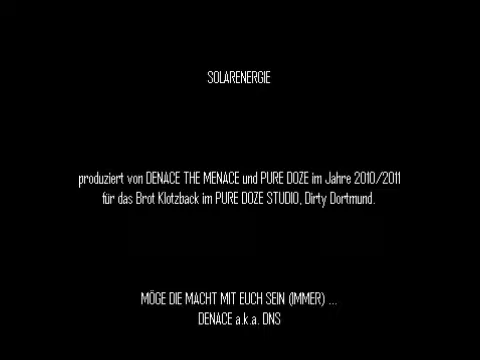 SOLARENERGIE
produziert von DENACE THE MENACE und PURE DOZE im Jahre 2010/2011
für das Brot Klotzback im PURE DOZE STUDIO, Dirty Dortmund.
MÖGE DIE MACHT MIT EUCH SEIN (IMMER) ...
DENACE a.k.a. DNS